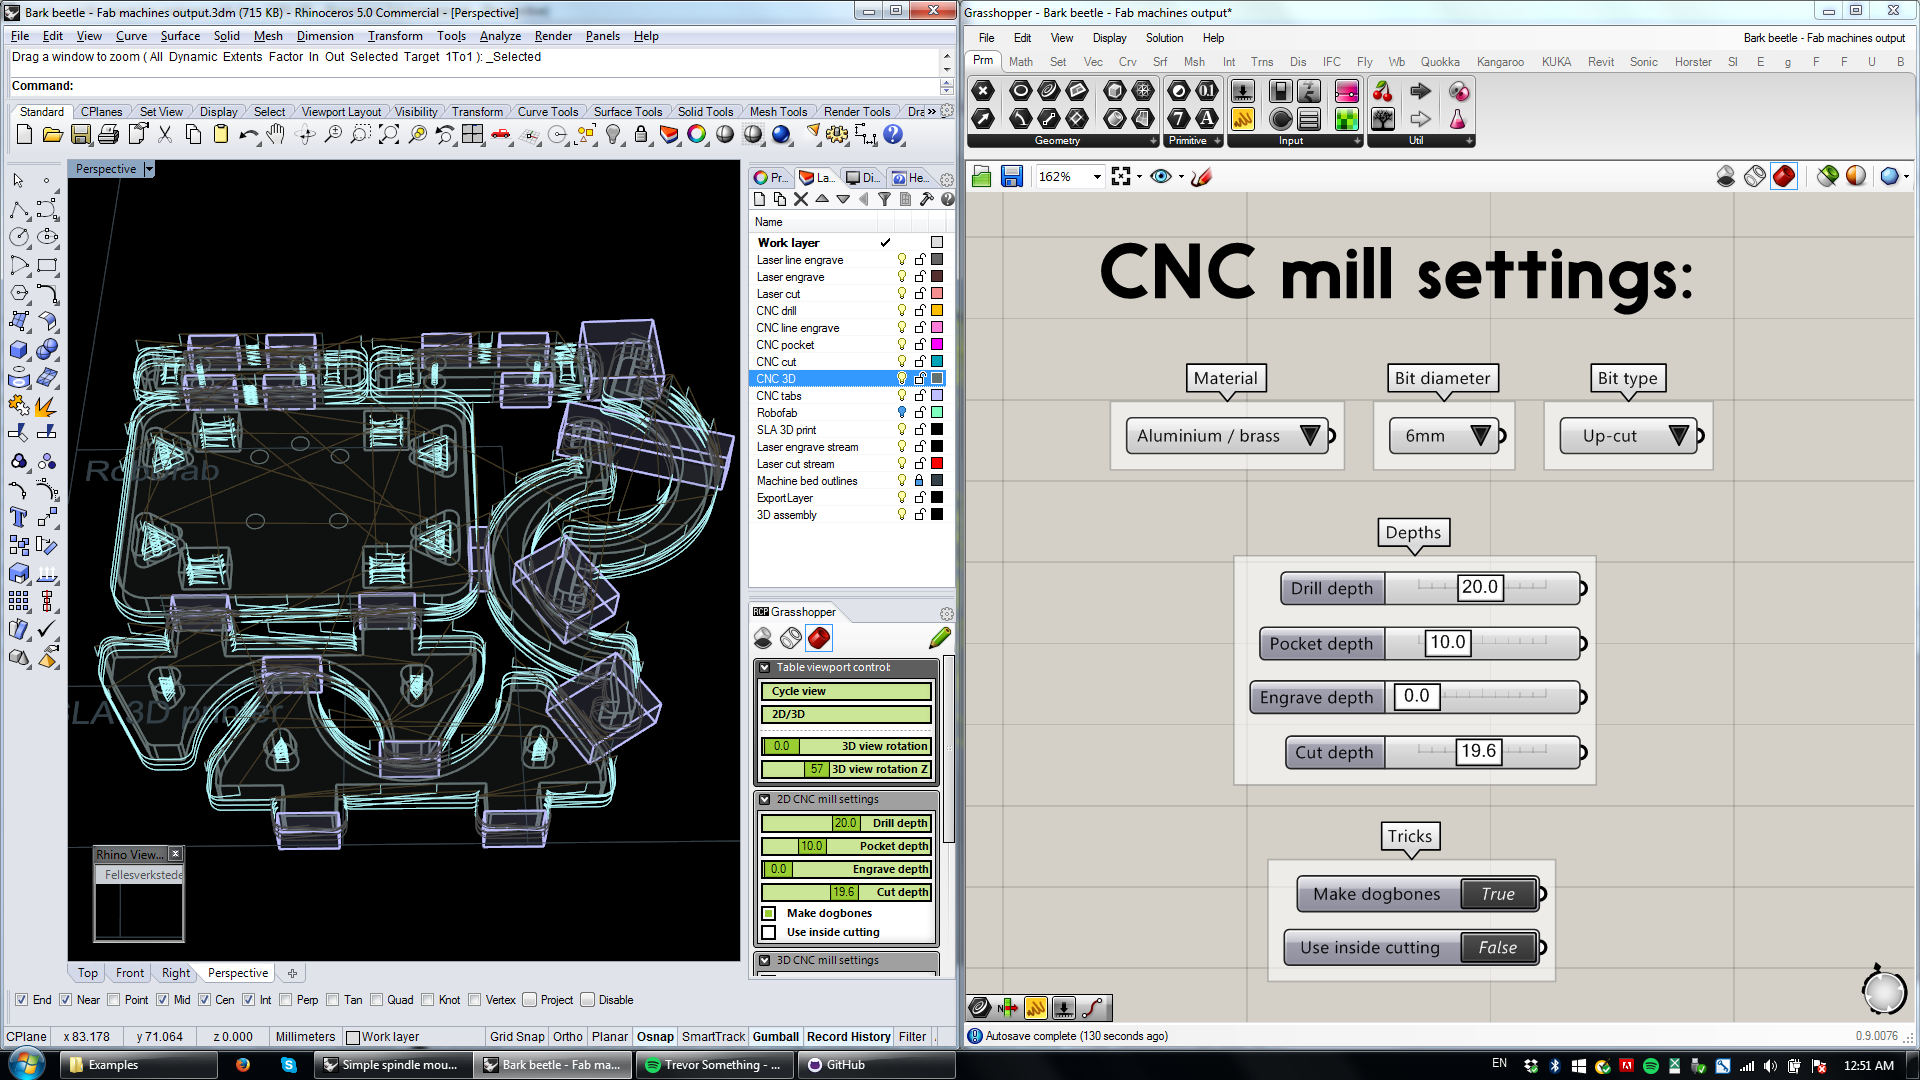 Bark beetle - Fab machines output.3dm (715 KB) - Rhinoceros 5.0 Commercial - [Perspective]
File Edit View Curve Surface Solid Mesh Dimension Transform Tools Analyze Render Panels Help
Drag a window to zoom ( All Dynamic Extents Factor In Out Selected Target 1To1 ): _Selected
Command:
Standard CPlanes Set View Display Select Viewport Layout Visibility Transform Curve Tools Surface Tools Solid Tools Mesh Tools Render Tools Dra »
Perspective
Robofab
SLA 3D printer
Rhino View...
Fellesverkstede
Top Front Right Perspective
Pr... La... Di... He...
Name
Work layer
Laser line engrave
Laser engrave
Laser cut
CNC drill
CNC line engrave
CNC pocket
CNC cut
CNC 3D
CNC tabs
Robofab
SLA 3D print
Laser engrave stream
Laser cut stream
Machine bed outlines
ExportLayer
3D assembly
RCP Grasshopper
Table viewport control:
Cycle view
2D/3D
0.0 3D view rotation
57 3D view rotation Z
2D CNC mill settings
20.0 Drill depth
10.0 Pocket depth
0.0 Engrave depth
19.6 Cut depth
Make dogbones
Use inside cutting
3D CNC mill settings
End Near Point Mid Cen Int Perp Tan Quad Knot Vertex Project Disable
CPlane x 83.178 y 71.064 z 0.000 Millimeters Work layer Grid Snap Ortho Planar Osnap SmartTrack Gumball Record History Filter
Grasshopper - Bark beetle - Fab machines output*
File Edit View Display Solution Help
Bark beetle - Fab machines output
Prm Math Set Vec Crv Srf Msh Int Trns Dis IFC Fly Wb Quokka Kangaroo KUKA Revit Sonic Horster SI E g F F U B
0.1
7 A
Geometry Primitive Input Util
162%
CNC mill settings:
Material Bit diameter Bit type
Aluminium / brass 6mm Up-cut
Depths
Drill depth 20.0
Pocket depth 10.0
Engrave depth 0.0
Cut depth 19.6
Tricks
Make dogbones True
Use inside cutting False
N
Autosave complete (130 seconds ago)
0.9.0076
Examples
Simple spindle mou...
Bark beetle - Fab ma...
Trevor Something - ...
GitHub
EN
12:51 AM